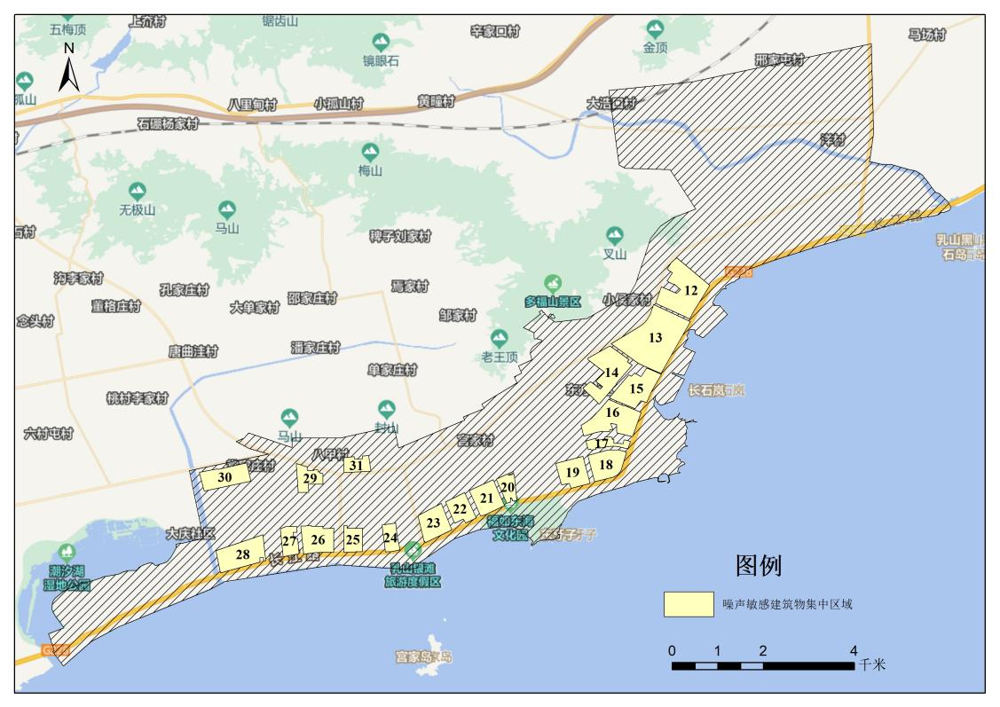 五梅顶
上夼村
锯齿山
辛家口村
金顶
马场村
镜眼石
邢家屯村
N
狐山
八里甸村
小孤山村
黄疃村
大浩口村
石硼杨家村
洋村
梅山
无极山
马山
稗子刘家村
叉山
长江路
乳山黑山
石岛
石村
沟李家村
孔家庄村
邵家庄村
焉家村
多福山景区
小侯家村
12
童格庄村
大单家村
邹家村
念头村
13
唐曲洼村
潘家庄村
老王顶
单家庄村
14
15
长石岚
桃村李家村
16
马山
封山
六村屯村
宫家村
17
八甲村
31
18
30
29
19
20
21
22
23
福如东海
文化园
大庆社区
27
26
25
24
28
乳山银滩
旅游度假区
潮汐湖
湿地公园
宫家岛
图例
噪声敏感建筑物集中区域
0 1 2 4
千米